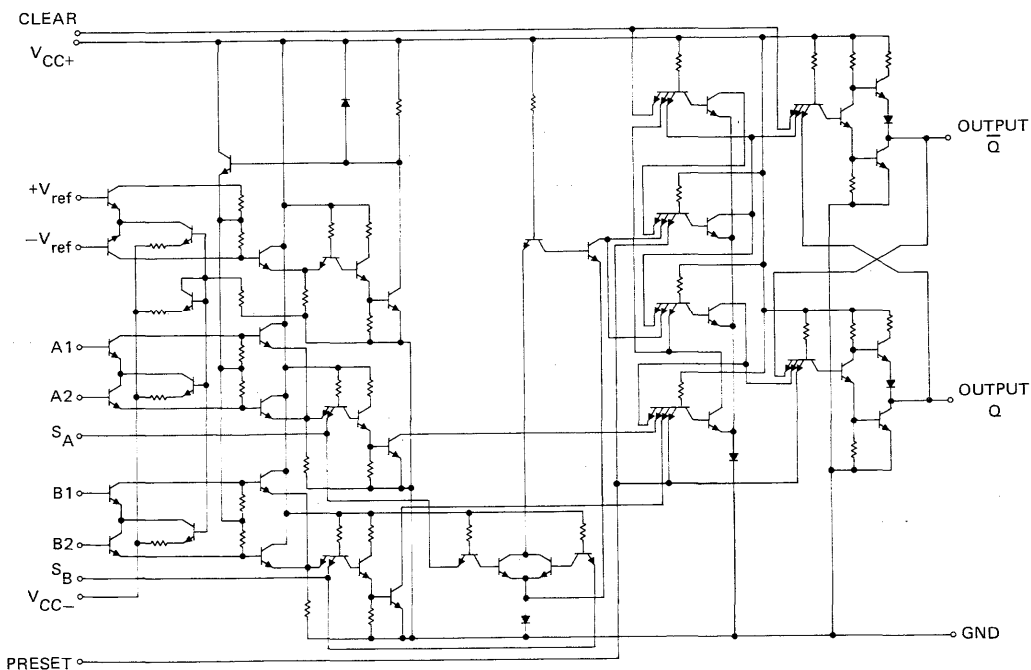 CLEAR
VCC+
OUTPUT
Q
+Vref
−Vref
A1
A2
OUTPUT
Q
SA
B1
B2
SB
VCC−
GND
PRESET